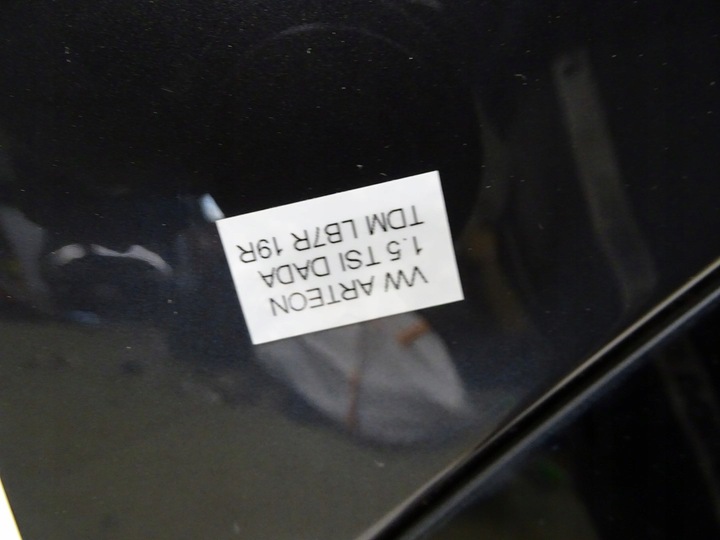 VW ARTEON
1.5 TSI DADA
TDM LB7R 19R